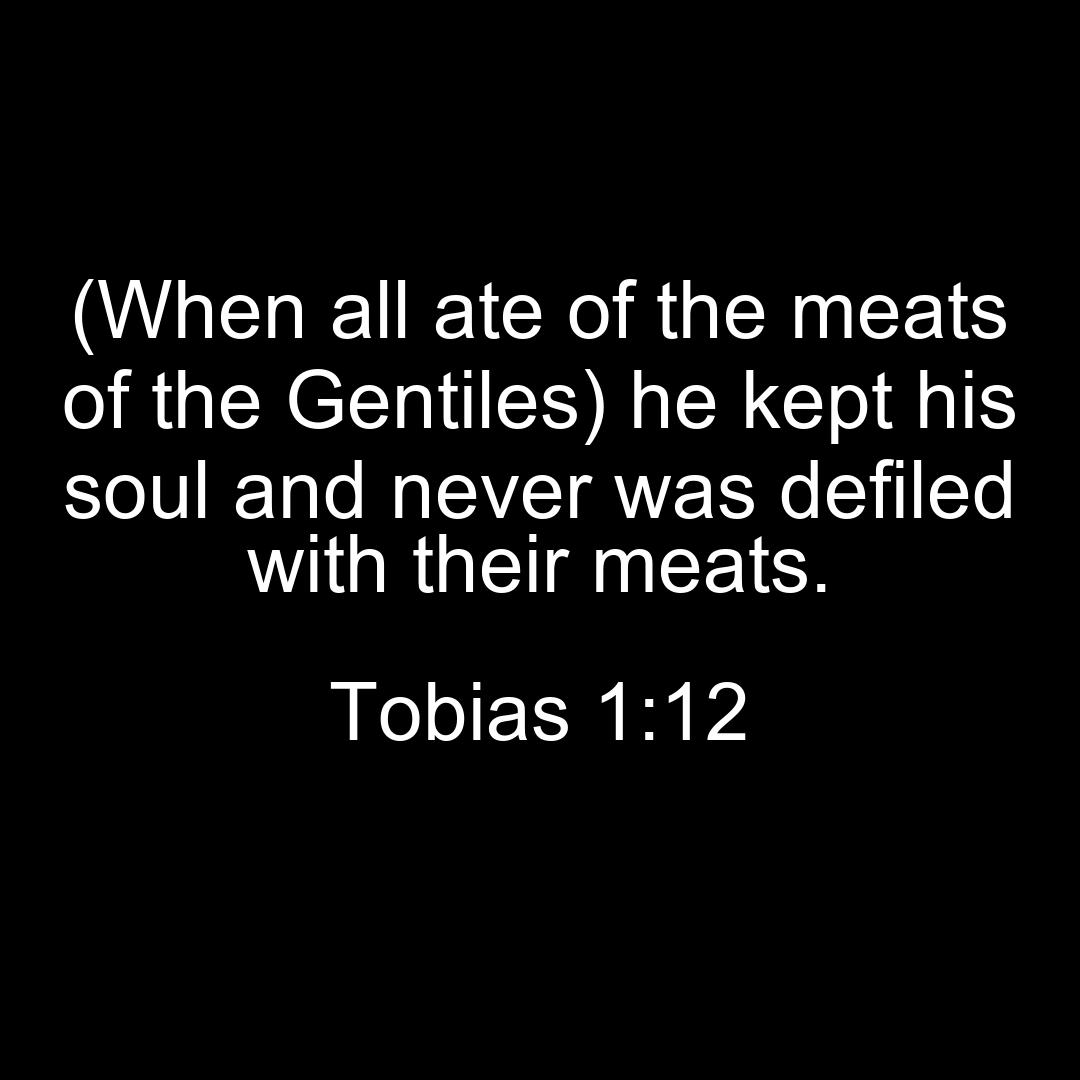 (When all ate of the meats
of the Gentiles) he kept his
soul and never was defiled
with their meats.
Tobias 1:12